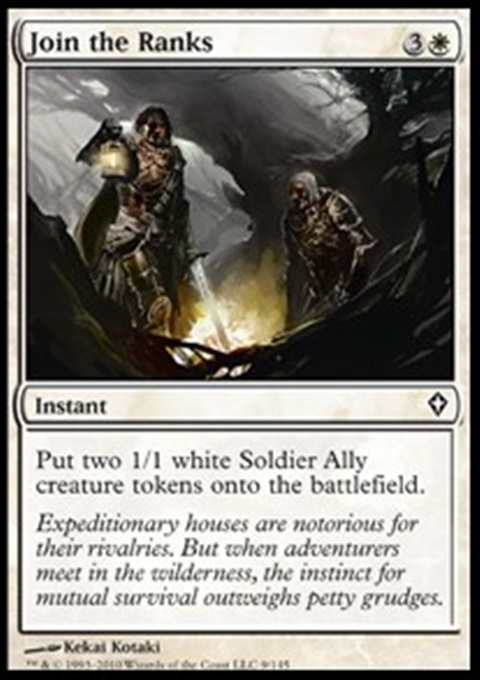 Join the Ranks 3
Instant
Put two 1/1 white Soldier Ally
creature tokens onto the battlefield.
Expeditionary houses are notorious for
their rivalries. But when adventurers
meet in the wilderness, the instinct for
mutual survival outweighs petty grudges.
Kekai Kotaki
™ & © 1993-2010 Wizards of the Coast LLC 9/145